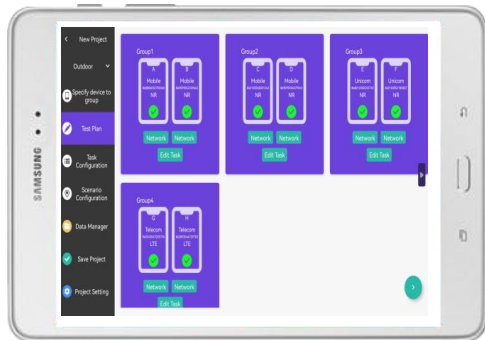 SAMSUNG
New Project
Outdoor
Specify device to
group
Test Plan
Task
Configuration
Scenario
Configuration
Data Manager
Save Project
Project Setting
Group1
A
Mobile
NR
Network
B
Mobile
NR
Network
Edit Task
Group2
C
Mobile
NR
Network
D
Mobile
NR
Network
Edit Task
Group3
E
Unicom
NR
Network
F
Unicom
NR
Network
Edit Task
Group4
G
Telecom
LTE
Network
H
Telecom
LTE
Network
Edit Task